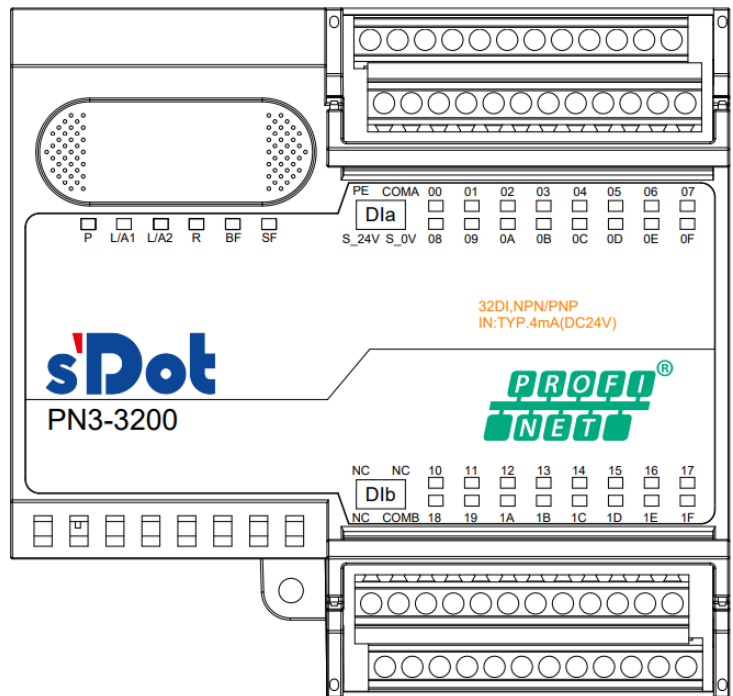 PE COMA 00 01 02 03 04 05 06 07
DIa
S_24V S_0V 08 09 0A 0B 0C 0D 0E 0F
P L/A1 L/A2 R BF SF
32DI,NPN/PNP
IN:TYP.4mA(DC24V)
s'Dot
PROFI®
NET
PN3-3200
NC NC 10 11 12 13 14 15 16 17
DIb
NC COMB 18 19 1A 1B 1C 1D 1E 1F